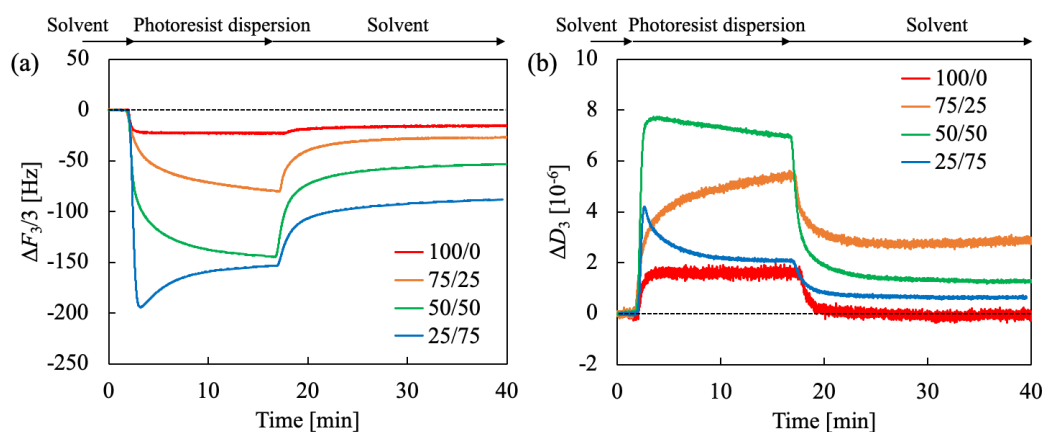 Solvent Photoresist dispersion Solvent
(a)
50
0
-50
-100
-150
-200
-250
ΔF3/3 [Hz]
100/0
75/25
50/50
25/75
0 10 20 30 40
Time [min]
Solvent Photoresist dispersion Solvent
(b)
10
8
6
4
2
0
-2
ΔD3 [10-6]
100/0
75/25
50/50
25/75
0 10 20 30 40
Time [min]